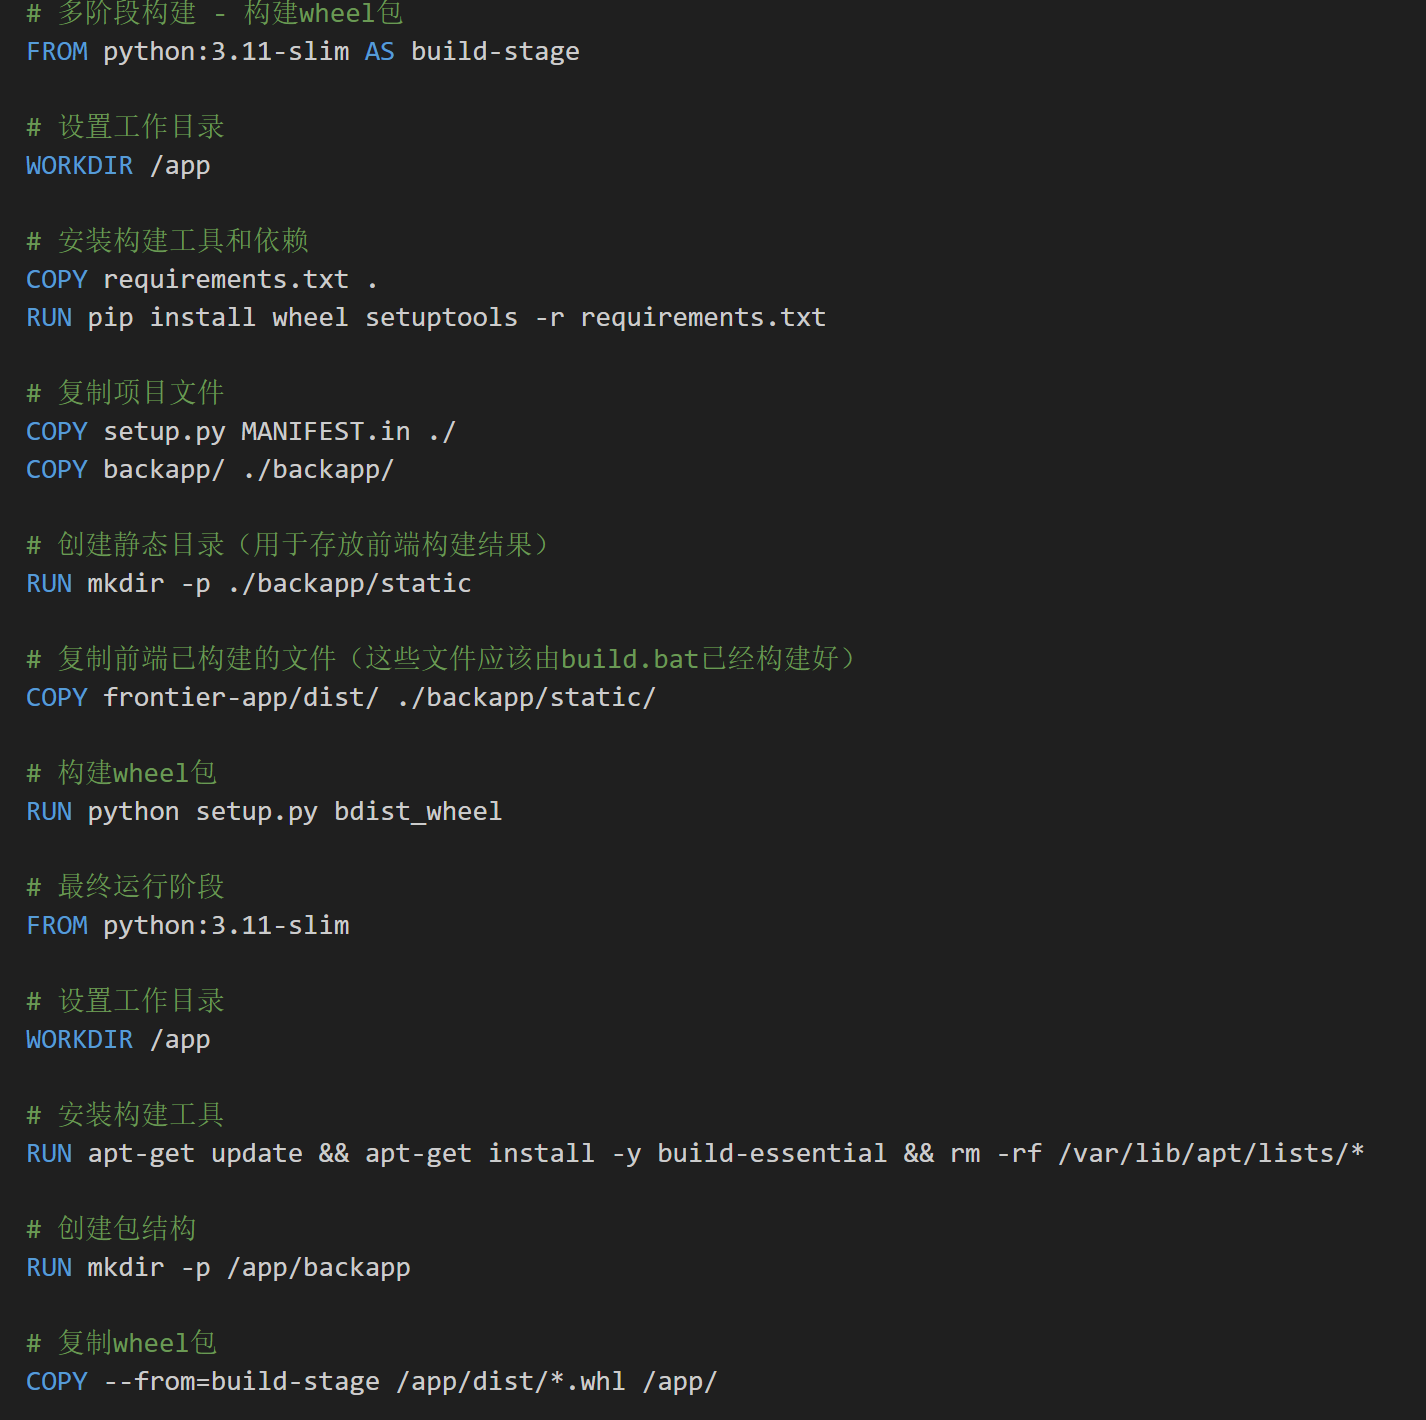 # 多阶段构建 - 构建wheel包
FROM python:3.11-slim AS build-stage
# 设置工作目录
WORKDIR /app
# 安装构建工具和依赖
COPY requirements.txt .
RUN pip install wheel setuptools -r requirements.txt
# 复制项目文件
COPY setup.py MANIFEST.in ./
COPY backapp/ ./backapp/
# 创建静态目录（用于存放前端构建结果）
RUN mkdir -p ./backapp/static
# 复制前端已构建的文件（这些文件应该由build.bat已经构建好）
COPY frontier-app/dist/ ./backapp/static/
# 构建wheel包
RUN python setup.py bdist_wheel
# 最终运行阶段
FROM python:3.11-slim
# 设置工作目录
WORKDIR /app
# 安装构建工具
RUN apt-get update && apt-get install -y build-essential && rm -rf /var/lib/apt/lists/*
# 创建包结构
RUN mkdir -p /app/backapp
# 复制wheel包
COPY --from=build-stage /app/dist/*.whl /app/